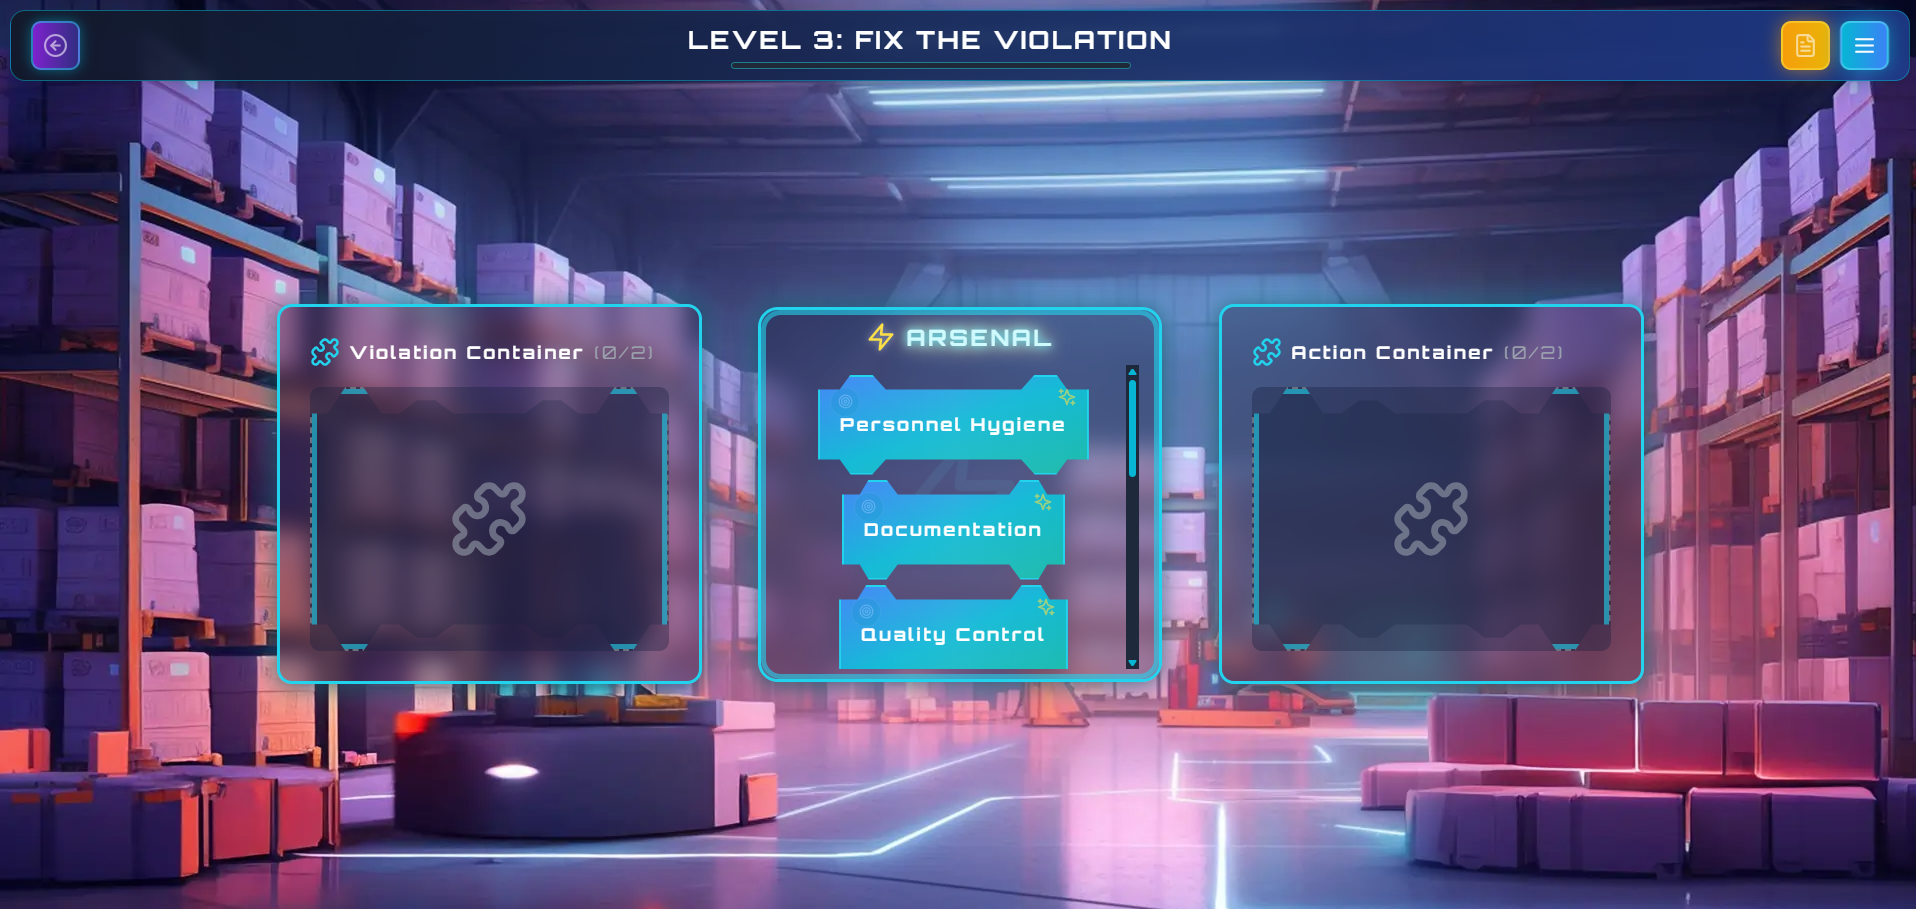 LEVEL 3: FIX THE VIOLATION
Violation Container (0/2)
ARSENAL
Personnel Hygiene
Documentation
Quality Control
Action Container (0/2)